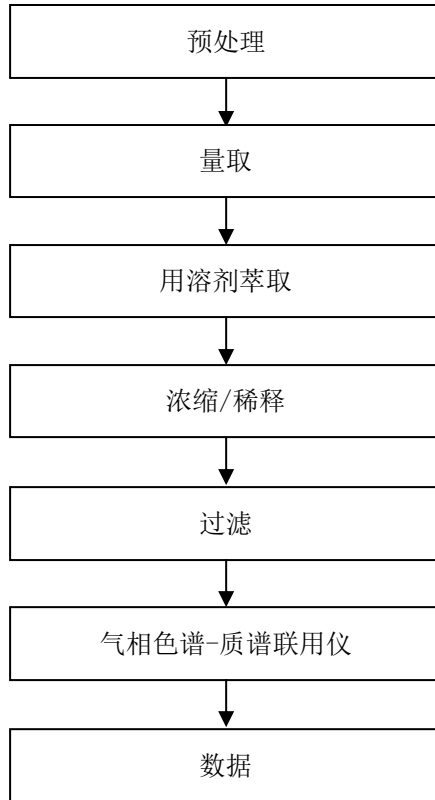 预处理
量取
用溶剂萃取
浓缩/稀释
过滤
气相色谱-质谱联用仪
数据